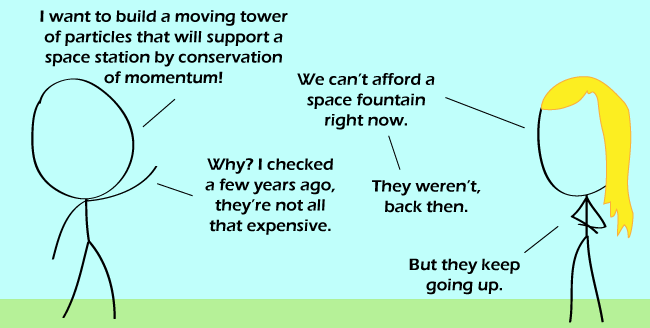 I want to build a moving tower
of particles that will support a
space station by conservation
of momentum!
We can't afford a
space fountain
right now.
Why? I checked
a few years ago,
they're not all
that expensive.
They weren't,
back then.
But they keep
going up.